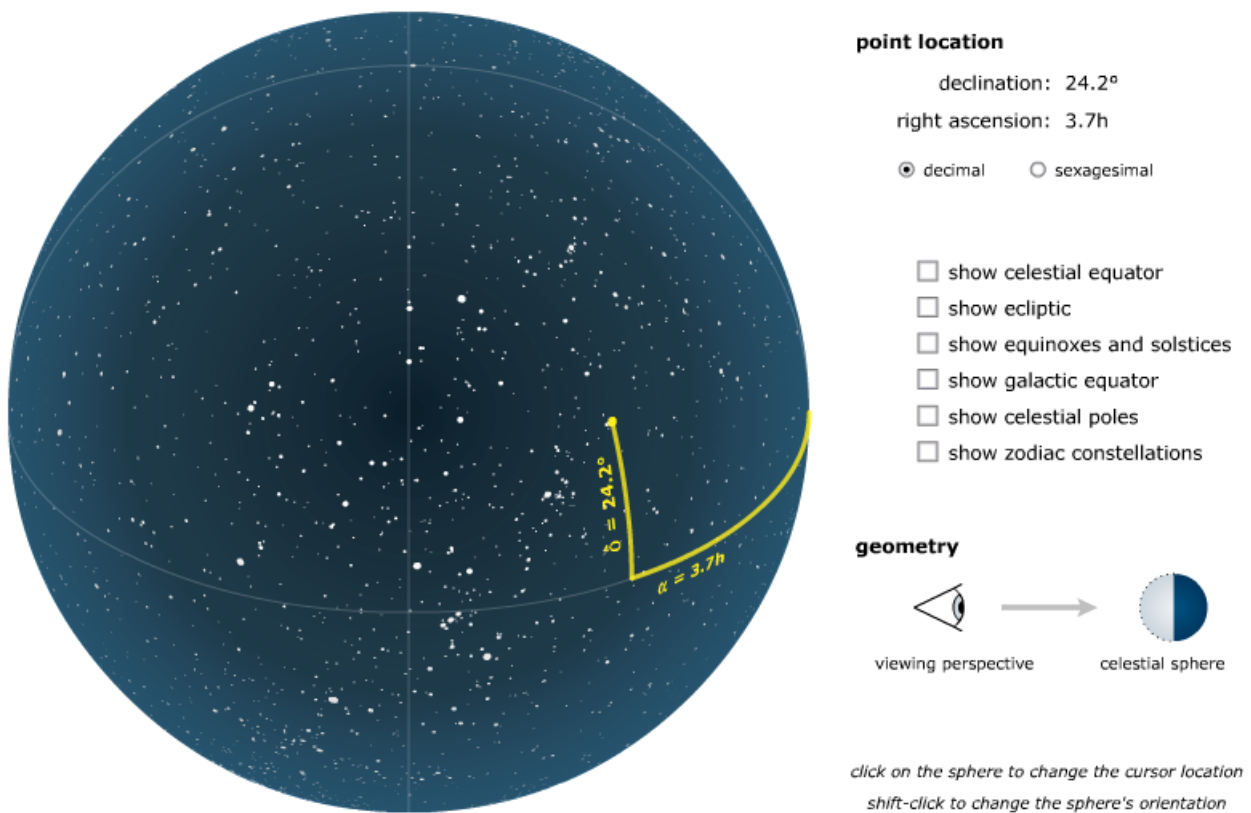 point location
declination: 24.2°
right ascension: 3.7h
decimal
sexagesimal
show celestial equator
show ecliptic
show equinoxes and solstices
show galactic equator
show celestial poles
show zodiac constellations
δ = 24.2°
α = 3.7h
geometry
viewing perspective
celestial sphere
click on the sphere to change the cursor location
shift-click to change the sphere's orientation